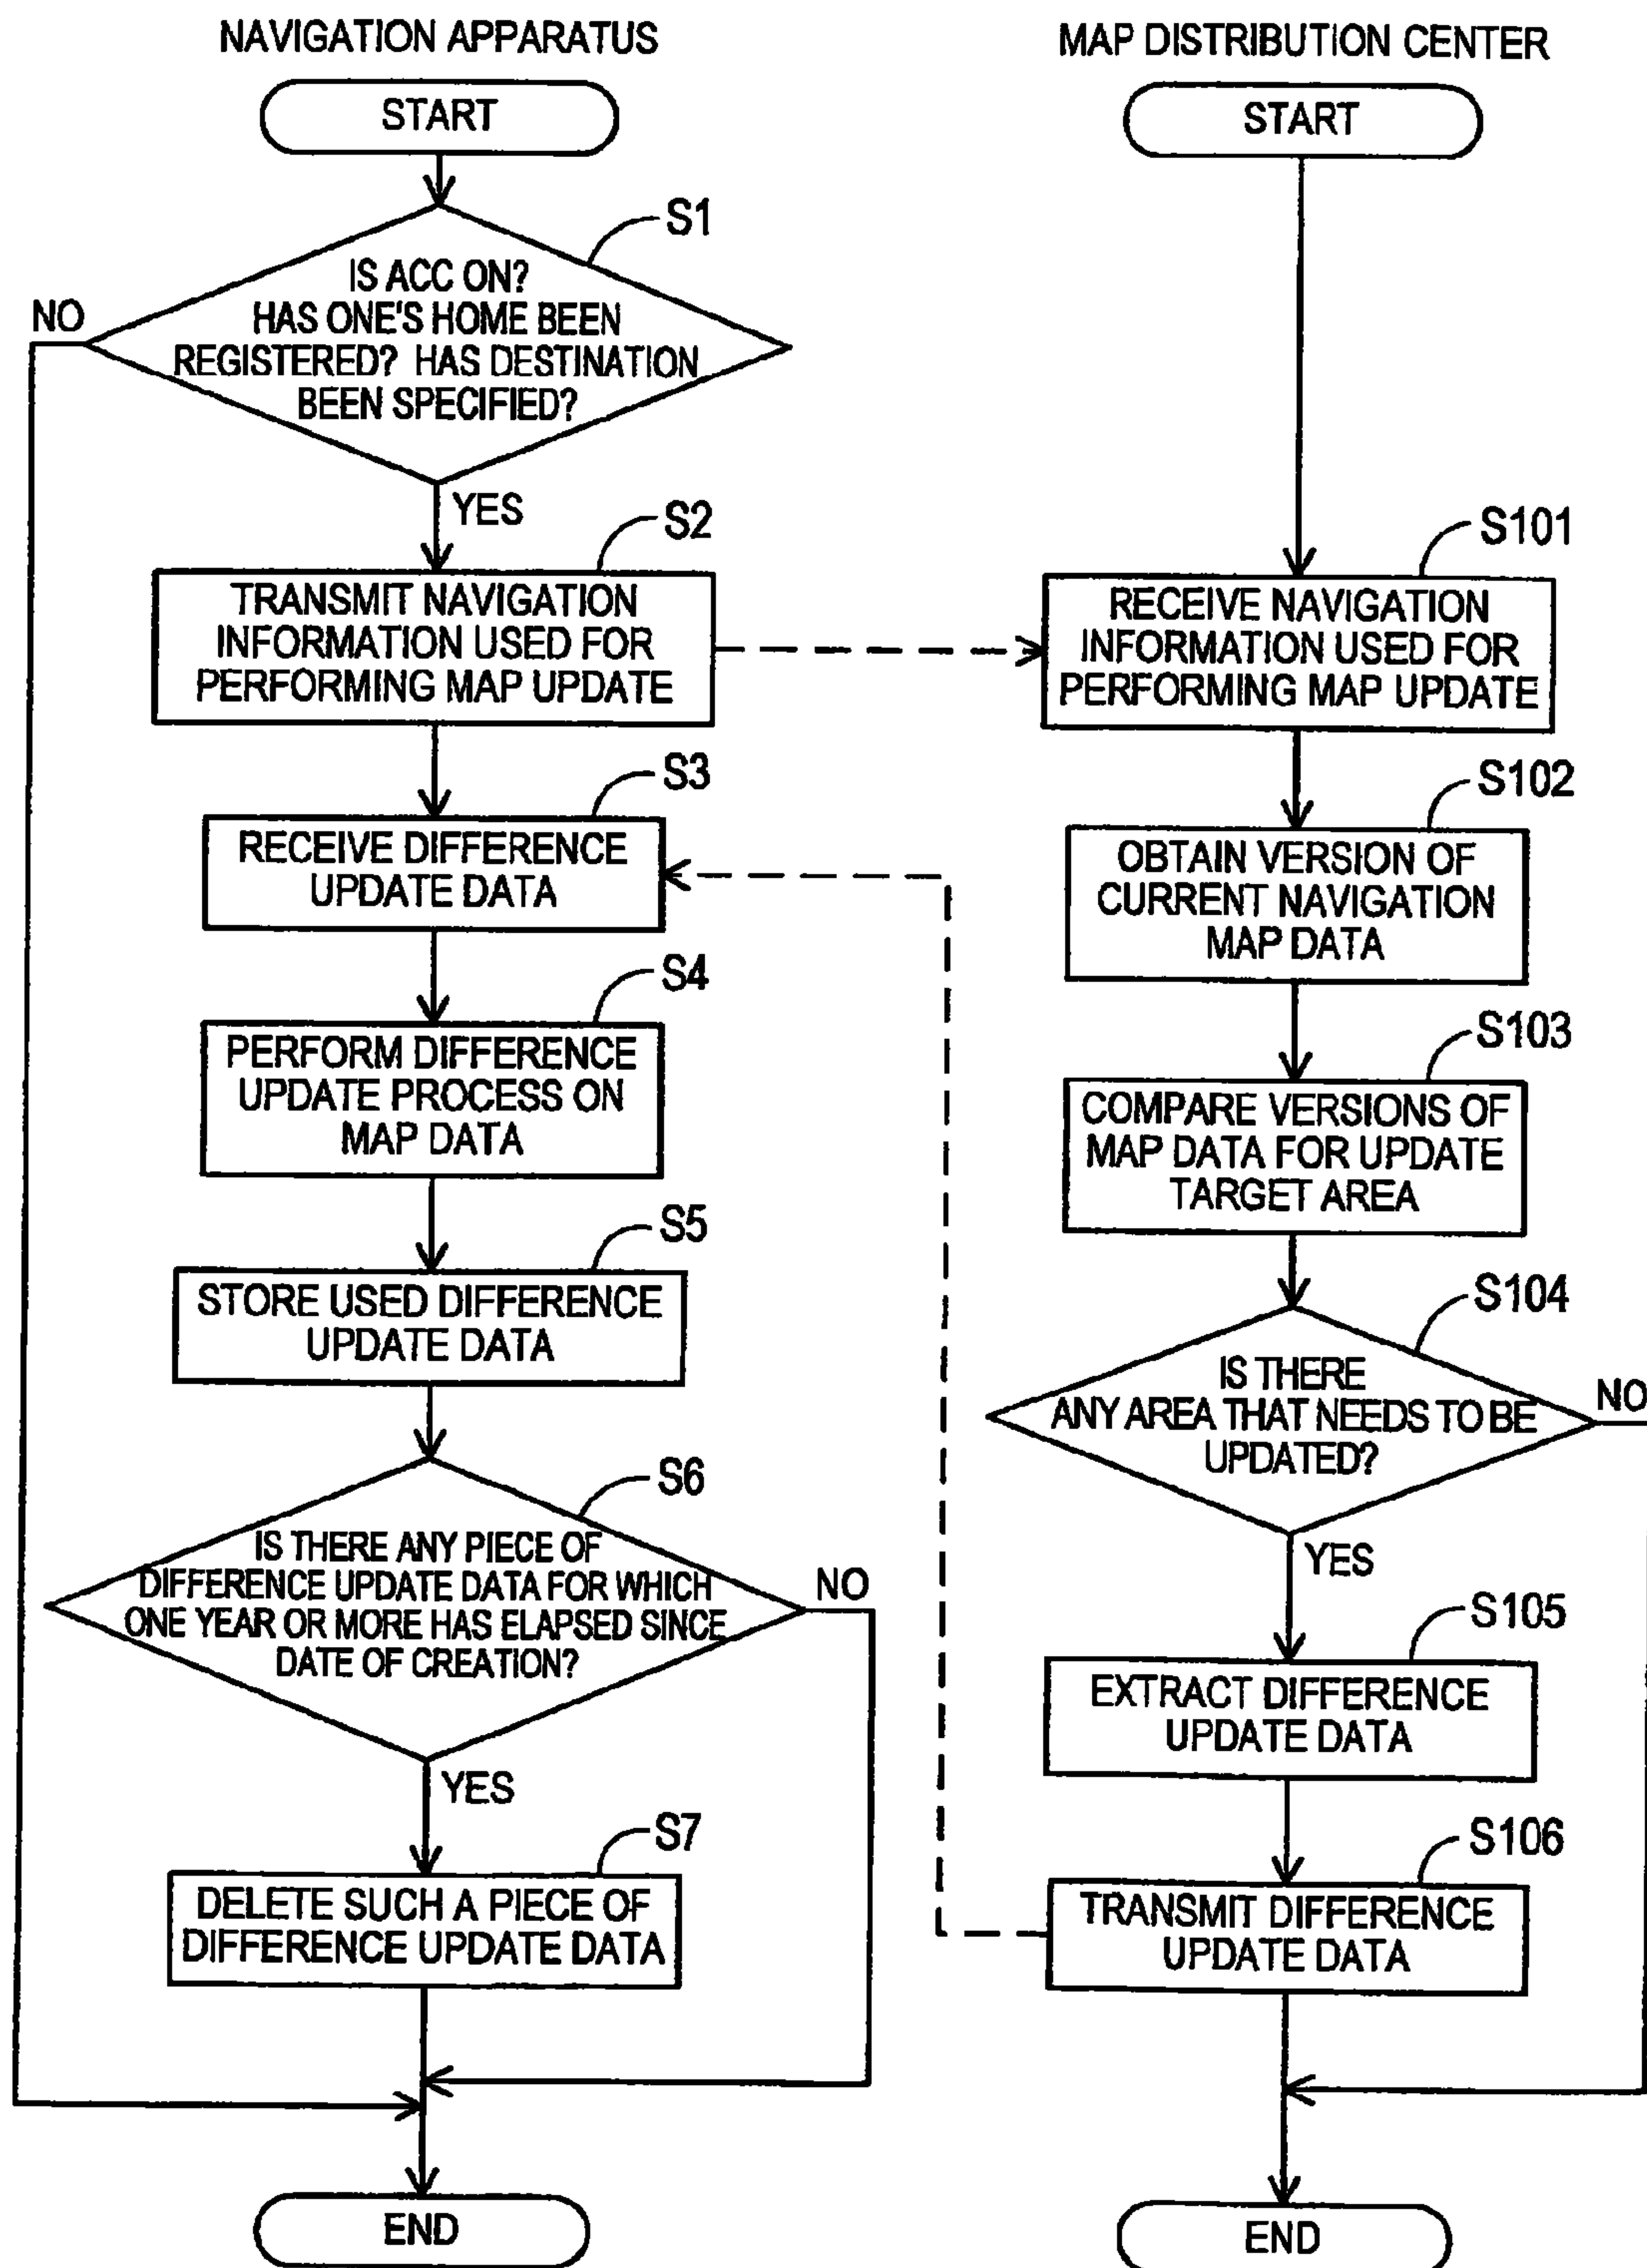 NAVIGATION APPARATUS
START
S1
IS ACC ON?
HAS ONE'S HOME BEEN
REGISTERED? HAS DESTINATION
BEEN SPECIFIED?
NO
YES
S2
TRANSMIT NAVIGATION
INFORMATION USED FOR
PERFORMING MAP UPDATE
S3
RECEIVE DIFFERENCE
UPDATE DATA
S4
PERFORM DIFFERENCE
UPDATE PROCESS ON
MAP DATA
S5
STORE USED DIFFERENCE
UPDATE DATA
S6
IS THERE ANY PIECE OF
DIFFERENCE UPDATE DATA FOR WHICH
ONE YEAR OR MORE HAS ELAPSED SINCE
DATE OF CREATION?
NO
YES
S7
DELETE SUCH A PIECE OF
DIFFERENCE UPDATE DATA
END
MAP DISTRIBUTION CENTER
START
S101
RECEIVE NAVIGATION
INFORMATION USED FOR
PERFORMING MAP UPDATE
S102
OBTAIN VERSION OF
CURRENT NAVIGATION
MAP DATA
S103
COMPARE VERSIONS OF
MAP DATA FOR UPDATE
TARGET AREA
S104
IS THERE
ANY AREA THAT NEEDS TO BE
UPDATED?
NO
YES
S105
EXTRACT DIFFERENCE
UPDATE DATA
S106
TRANSMIT DIFFERENCE
UPDATE DATA
END